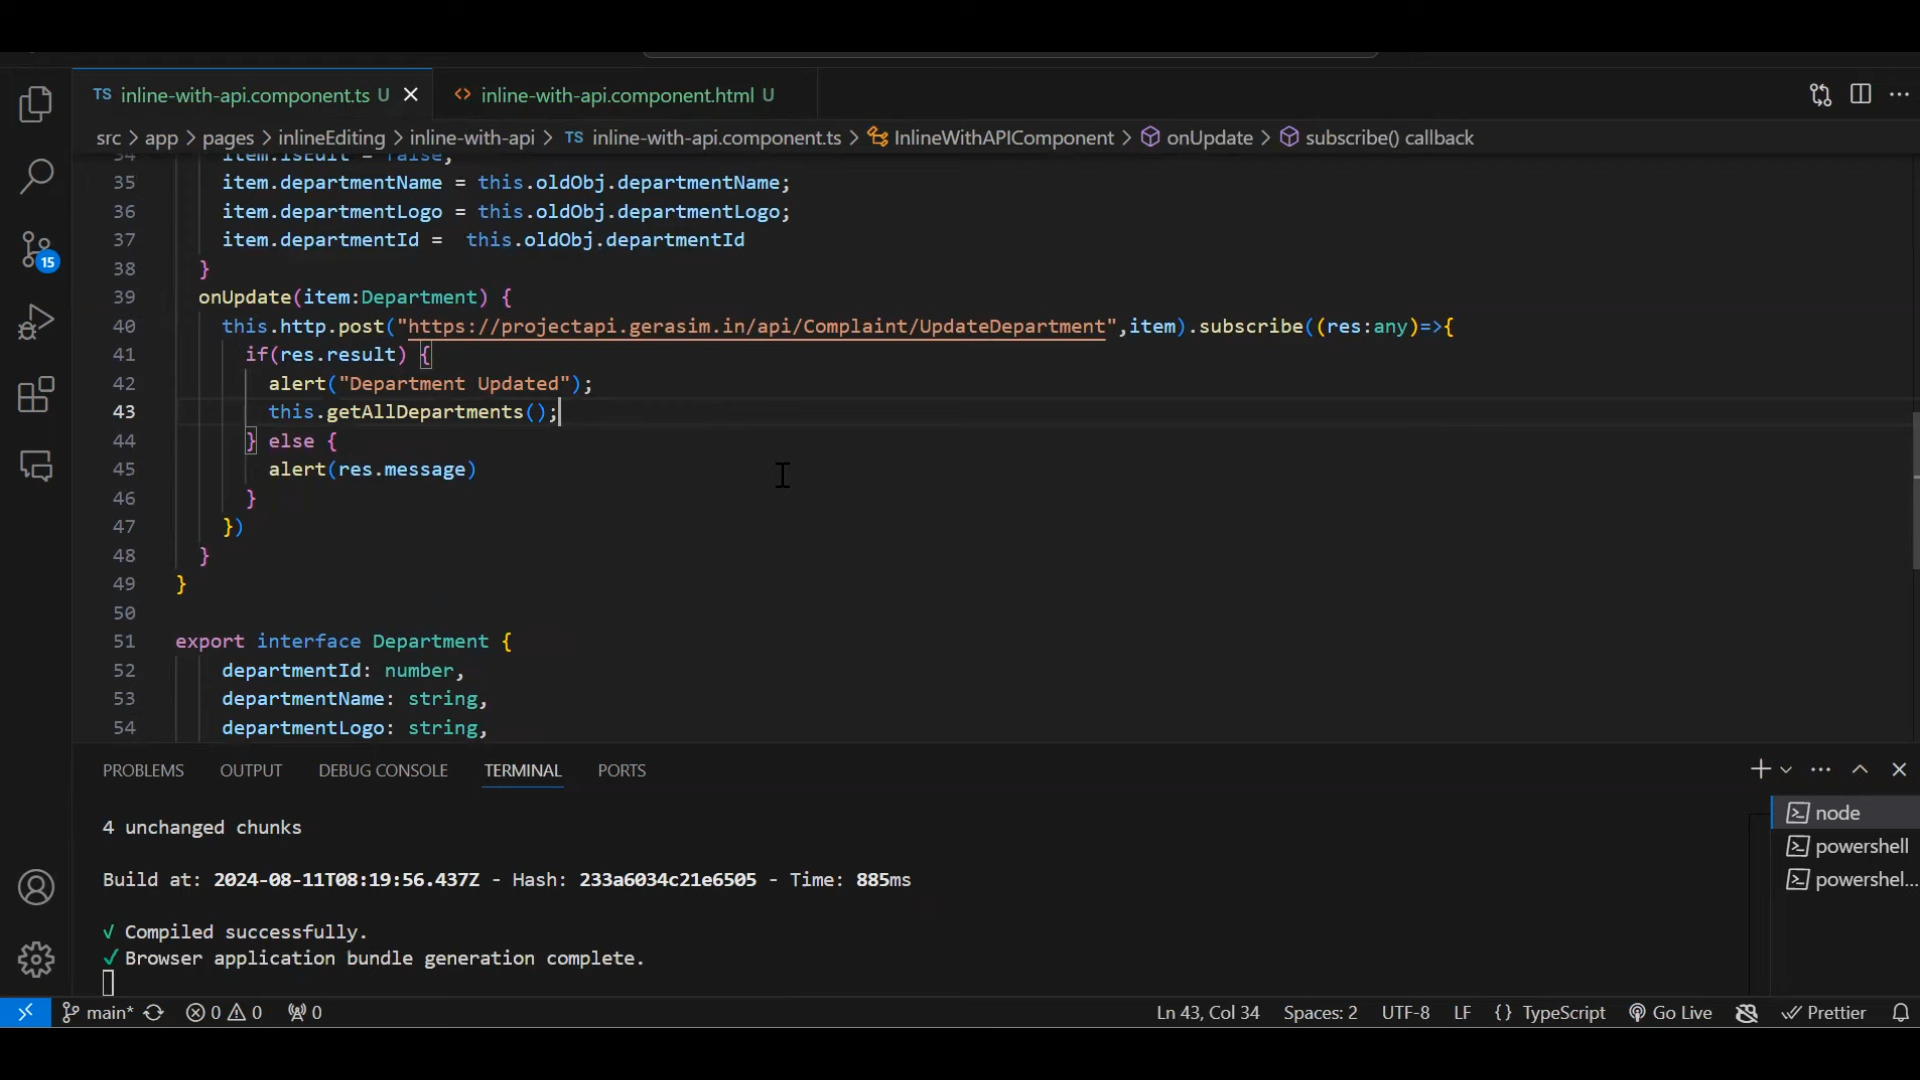 TS inline-with-api.component.ts U
<> inline-with-api.component.html U
src > app > pages > inlineEditing > inline-with-api > TS inline-with-api.component.ts > InlineWithAPIComponent > onUpdate > subscribe() callback
item.isEdit = false;
35 item.departmentName = this.oldObj.departmentName;
36 item.departmentLogo = this.oldObj.departmentLogo;
37 item.departmentId =  this.oldObj.departmentId
38 }
39 onUpdate(item:Department) {
40 this.http.post("https://projectapi.gerasim.in/api/Complaint/UpdateDepartment",item).subscribe((res:any)=>{
41 if(res.result) {
42 alert("Department Updated");
43 this.getAllDepartments();
44 } else {
45 alert(res.message)
46 }
47 })
48 }
49 }
50
51 export interface Department {
52 departmentId: number,
53 departmentName: string,
54 departmentLogo: string,
PROBLEMS OUTPUT DEBUG CONSOLE TERMINAL PORTS
4 unchanged chunks
Build at: 2024-08-11T08:19:56.437Z - Hash: 233a6034c21e6505 - Time: 885ms
√ Compiled successfully.
✓ Browser application bundle generation complete.
node
powershell
powershel...
15
main* 0 0 0 Ln 43, Col 34 Spaces: 2 UTF-8 LF {} TypeScript Go Live Prettier